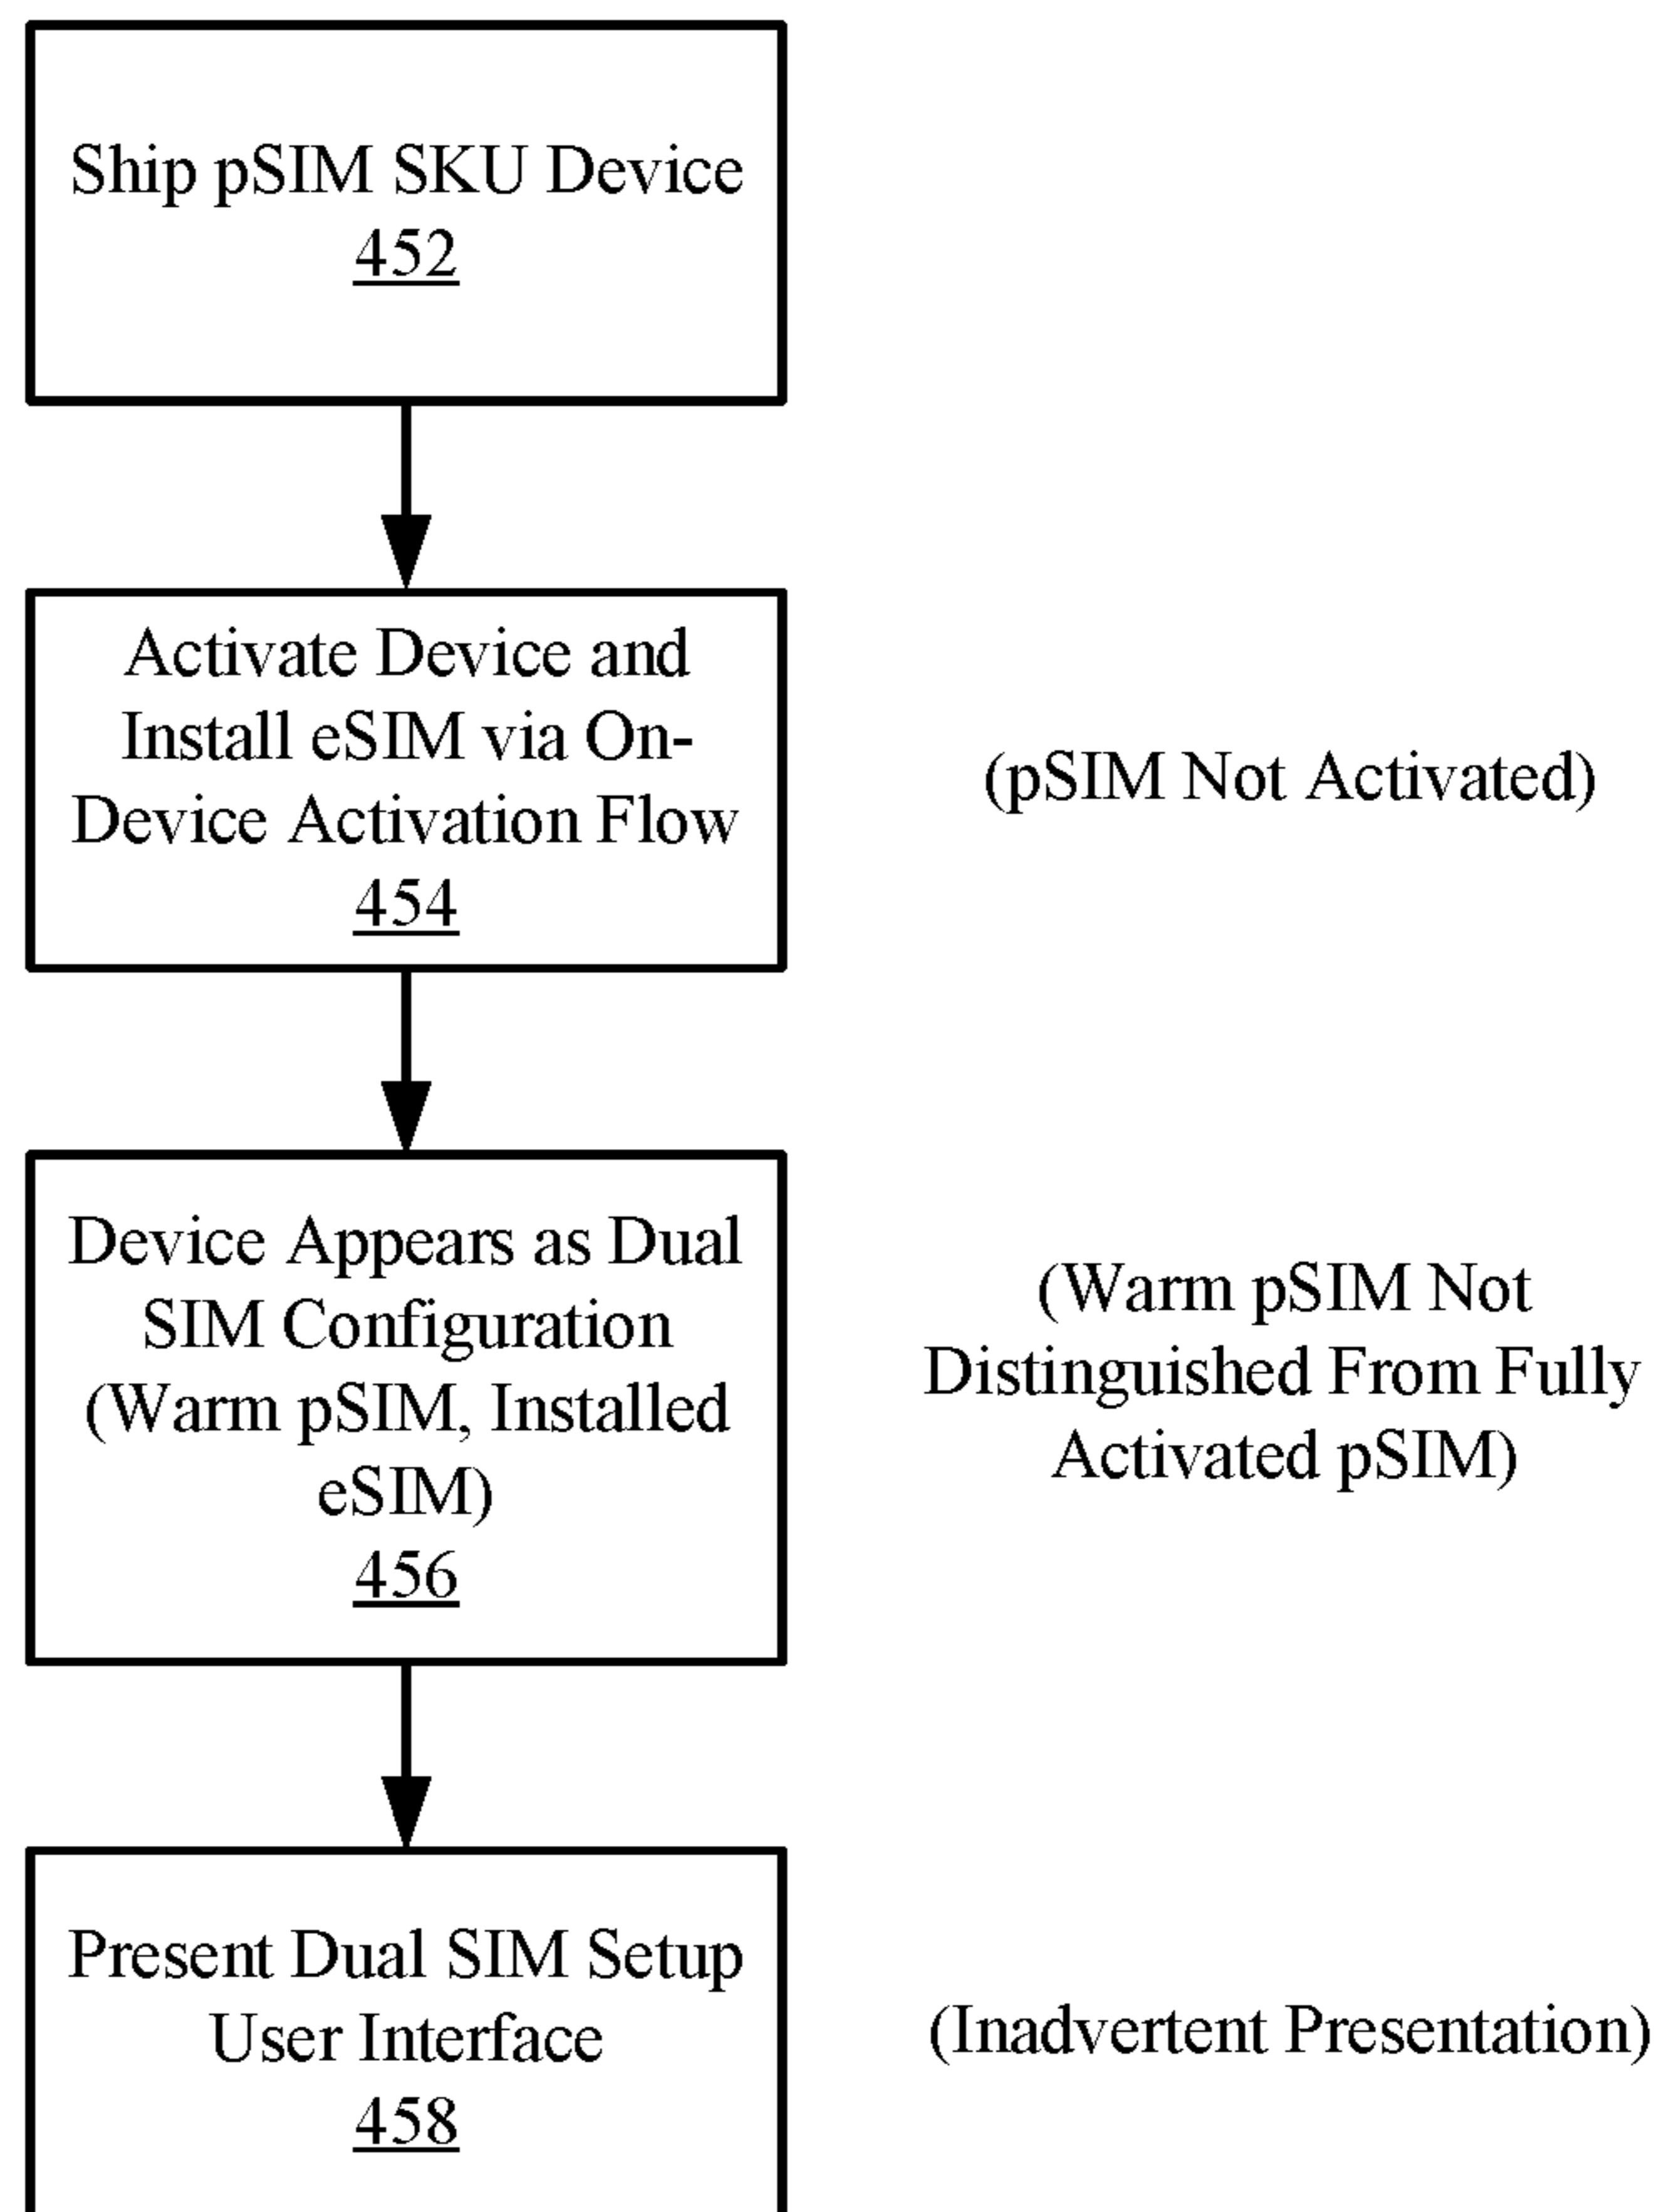 Ship pSIM SKU Device
452
Activate Device and
Install eSIM via On-
Device Activation Flow
454
(pSIM Not Activated)
Device Appears as Dual
SIM Configuration
(Warm pSIM, Installed
eSIM)
456
(Warm pSIM Not
Distinguished From Fully
Activated pSIM)
Present Dual SIM Setup
User Interface
458
(Inadvertent Presentation)